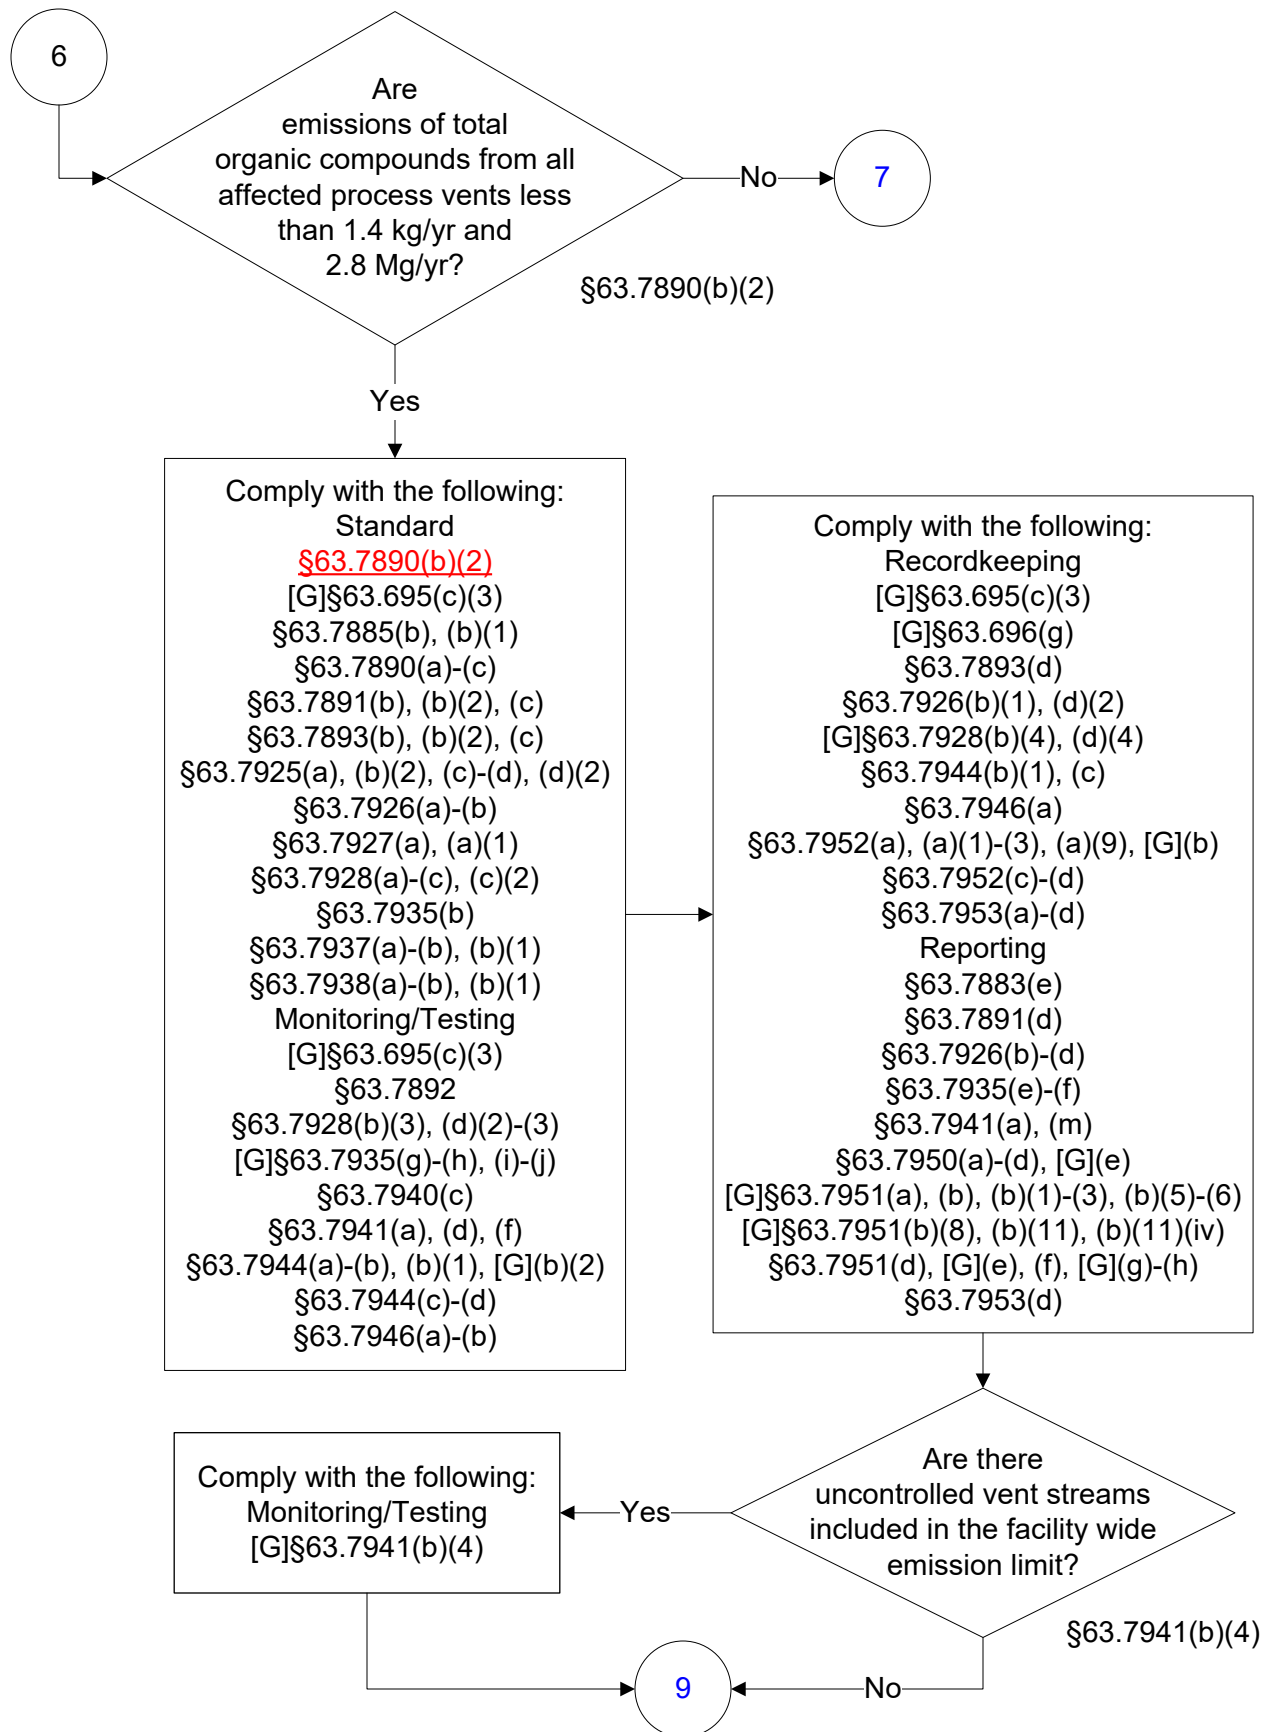 6
Are
emissions of total
organic compounds from all
affected process vents less
than 1.4 kg/yr and
2.8 Mg/yr?
No
7
§63.7890(b)(2)
Yes
Comply with the following:
Standard
§63.7890(b)(2)
[G]§63.695(c)(3)
§63.7885(b), (b)(1)
§63.7890(a)-(c)
§63.7891(b), (b)(2), (c)
§63.7893(b), (b)(2), (c)
§63.7925(a), (b)(2), (c)-(d), (d)(2)
§63.7926(a)-(b)
§63.7927(a), (a)(1)
§63.7928(a)-(c), (c)(2)
§63.7935(b)
§63.7937(a)-(b), (b)(1)
§63.7938(a)-(b), (b)(1)
Monitoring/Testing
[G]§63.695(c)(3)
§63.7892
§63.7928(b)(3), (d)(2)-(3)
[G]§63.7935(g)-(h), (i)-(j)
§63.7940(c)
§63.7941(a), (d), (f)
§63.7944(a)-(b), (b)(1), [G](b)(2)
§63.7944(c)-(d)
§63.7946(a)-(b)
Comply with the following:
Recordkeeping
[G]§63.695(c)(3)
[G]§63.696(g)
§63.7893(d)
§63.7926(b)(1), (d)(2)
[G]§63.7928(b)(4), (d)(4)
§63.7944(b)(1), (c)
§63.7946(a)
§63.7952(a), (a)(1)-(3), (a)(9), [G](b)
§63.7952(c)-(d)
§63.7953(a)-(d)
Reporting
§63.7883(e)
§63.7891(d)
§63.7926(b)-(d)
§63.7935(e)-(f)
§63.7941(a), (m)
§63.7950(a)-(d), [G](e)
[G]§63.7951(a), (b), (b)(1)-(3), (b)(5)-(6)
[G]§63.7951(b)(8), (b)(11), (b)(11)(iv)
§63.7951(d), [G](e), (f), [G](g)-(h)
§63.7953(d)
Are there
uncontrolled vent streams
included in the facility wide
emission limit?
§63.7941(b)(4)
Yes
Comply with the following:
Monitoring/Testing
[G]§63.7941(b)(4)
No
9